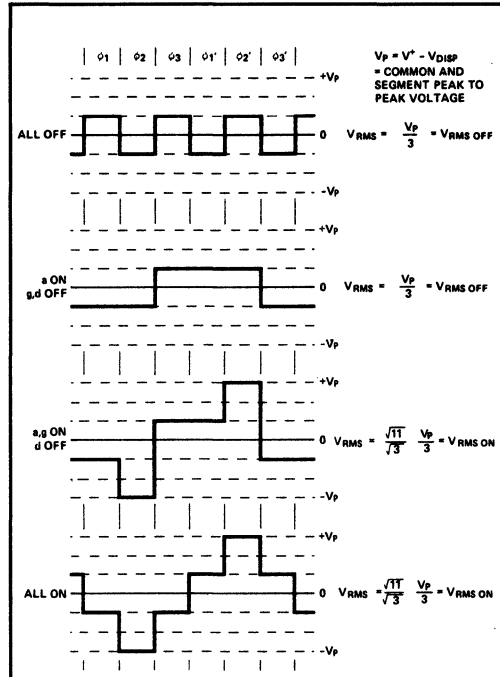 ϕ1 ϕ2 ϕ3 ϕ1′ ϕ2′ ϕ3′
VP = V+ - VDISP
= COMMON AND
SEGMENT PEAK TO
PEAK VOLTAGE
+VP
ALL OFF
0
VRMS = VP/3 = VRMS OFF
-VP
+VP
a ON
g,d OFF
0
VRMS = VP/3 = VRMS OFF
-VP
+VP
a,g ON
d OFF
0
VRMS = √11/√3 VP/3 = VRMS ON
-VP
+VP
ALL ON
0
VRMS = √11/√3 VP/3 = VRMS ON
-VP